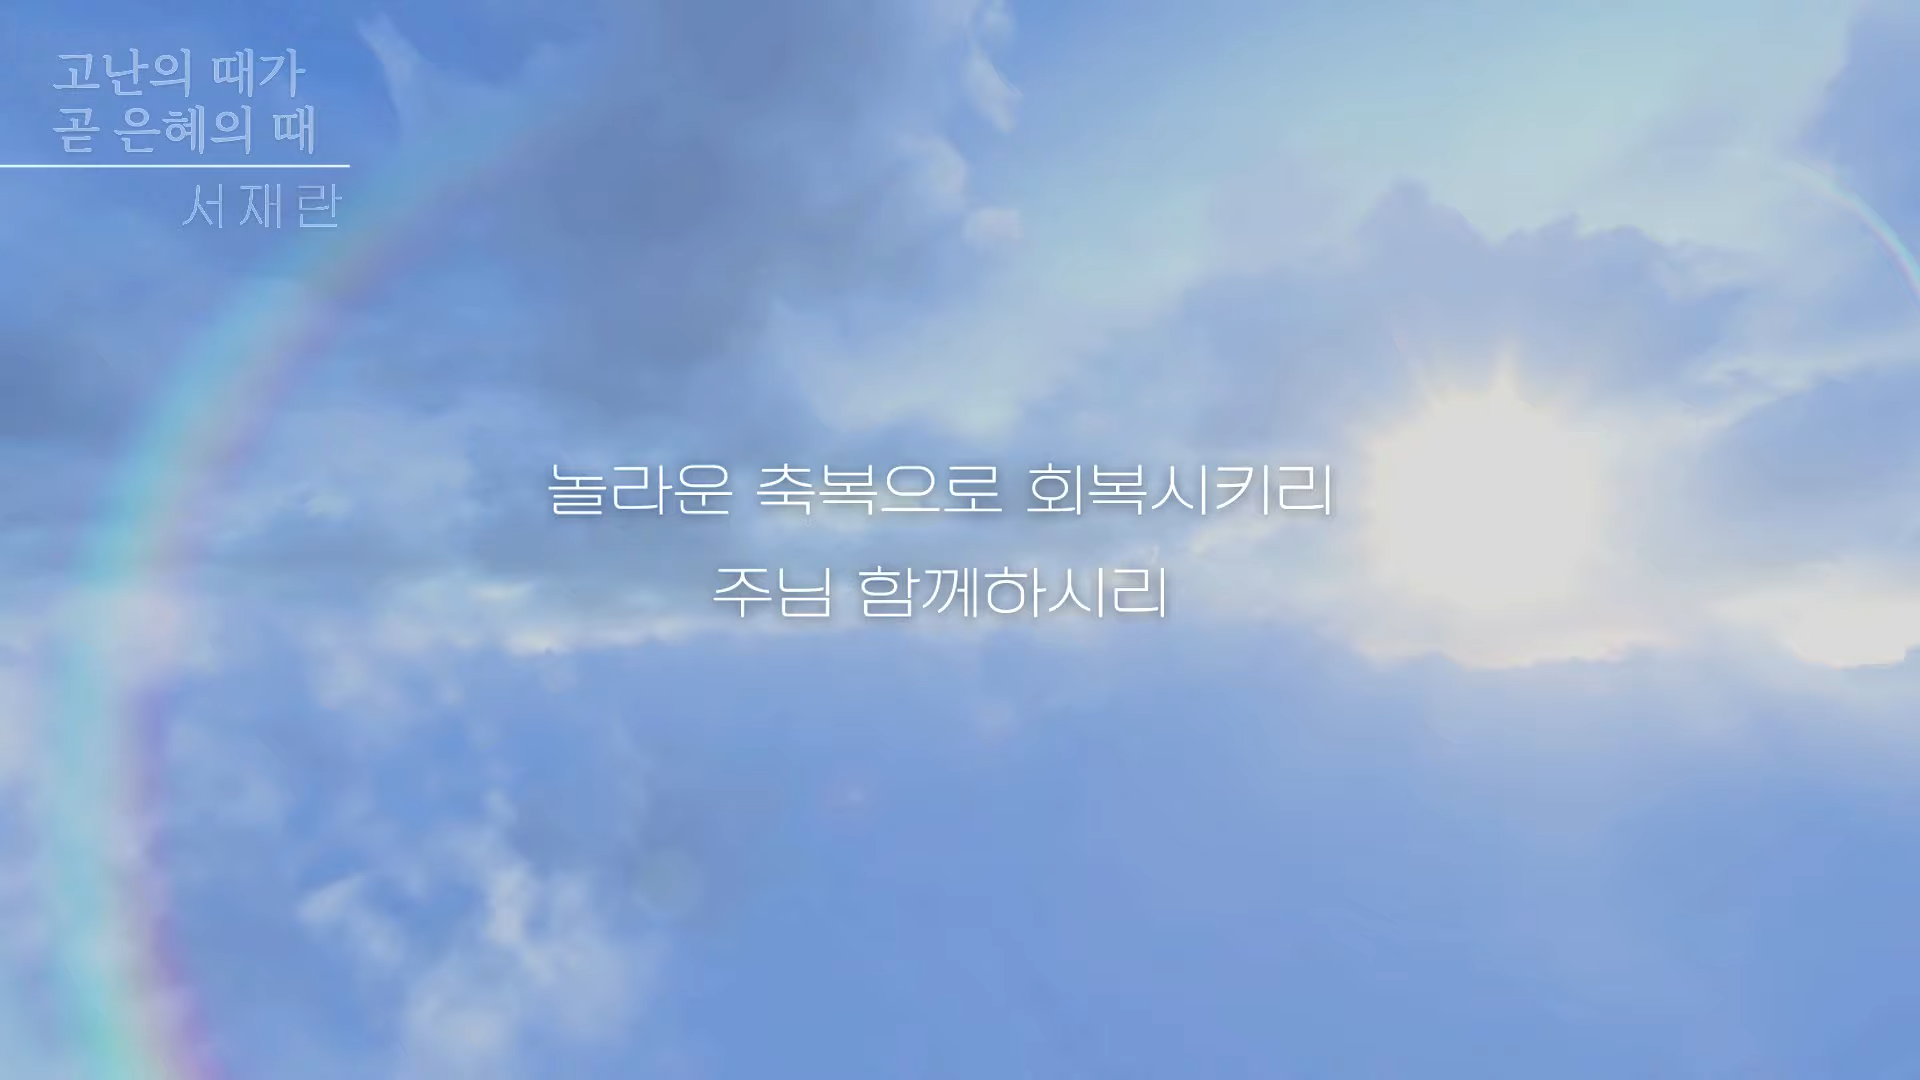 고난의 때가
곧 은혜의 때
서재란
놀라운 축복으로 회복시키리
주님 함께하시리